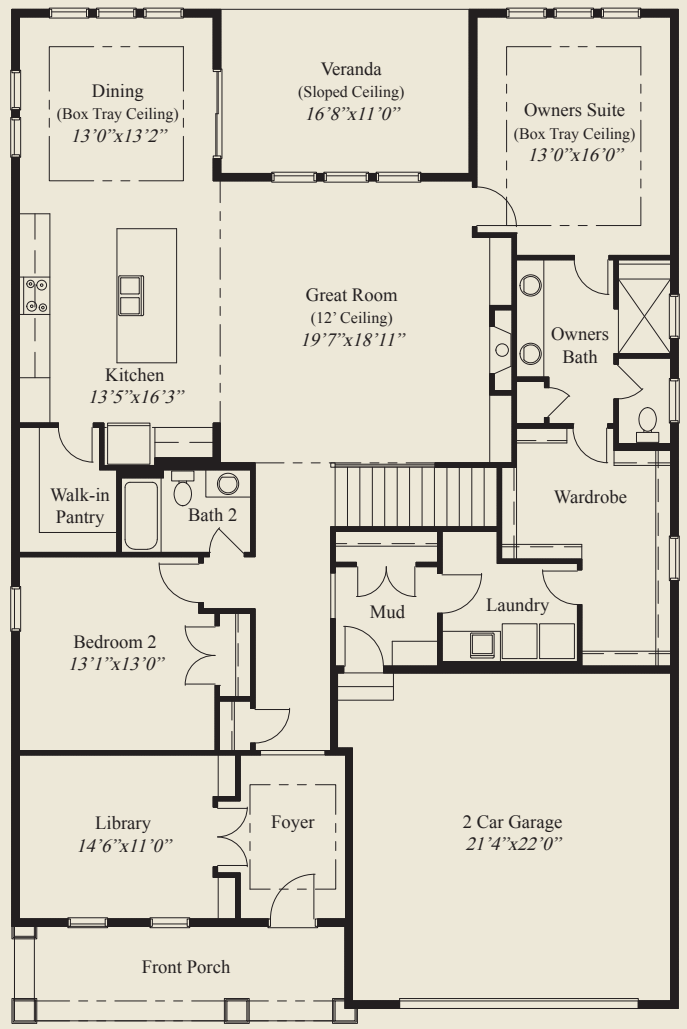 Dining
(Box Tray Ceiling)
13’0”x13’2”
Veranda
(Sloped Ceiling)
16’8”x11’0”
Owners Suite
(Box Tray Ceiling)
13’0”x16’0”
Great Room
(12’ Ceiling)
19’7”x18’11”
Owners
Bath
Kitchen
13’5”x16’3”
Walk-in
Pantry
Bath 2
Wardrobe
Mud
Laundry
Bedroom 2
13’1”x13’0”
Library
14’6”x11’0”
Foyer
2 Car Garage
21’4”x22’0”
Front Porch